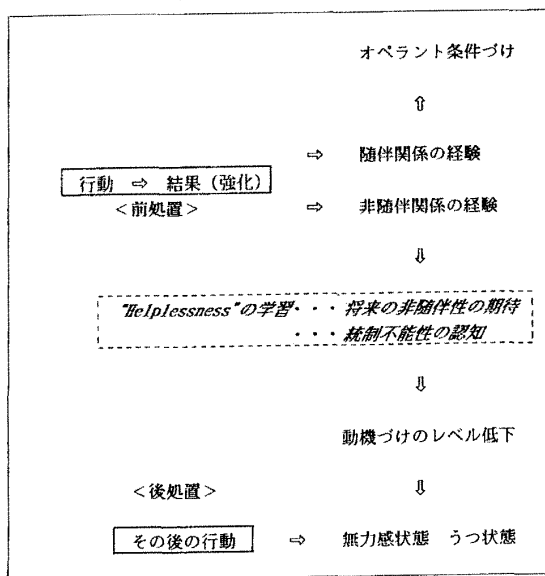 オペラント条件づけ
⇧
⇨ 随伴関係の経験
行動 ⇨ 結果（強化）
＜前処置＞ ⇨ 非随伴関係の経験
⇩
“Helplessness”の学習・・・将来の非随伴性の期待
・・・統制不能性の認知
⇩
動機づけのレベル低下
＜後処置＞ ⇩
その後の行動 ⇨ 無力感状態 うつ状態